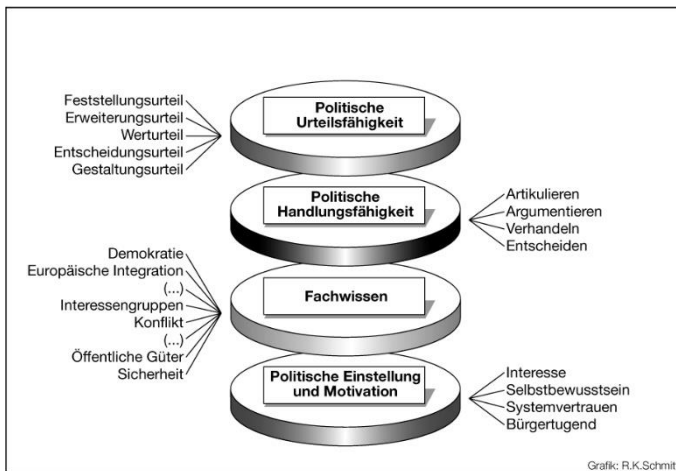 Feststellungsurteil
Erweiterungsurteil
Werturteil
Entscheidungsurteil
Gestaltungsurteil
Politische
Urteilsfähigkeit
Politische
Handlungsfähigkeit
Artikulieren
Argumentieren
Verhandeln
Entscheiden
Demokratie
Europäische Integration
(...)
Interessengruppen
Konflikt
(...)
Öffentliche Güter
Sicherheit
Fachwissen
Politische Einstellung
und Motivation
Interesse
Selbstbewusstsein
Systemvertrauen
Bürgertugend
Grafik: R.K.Schmit